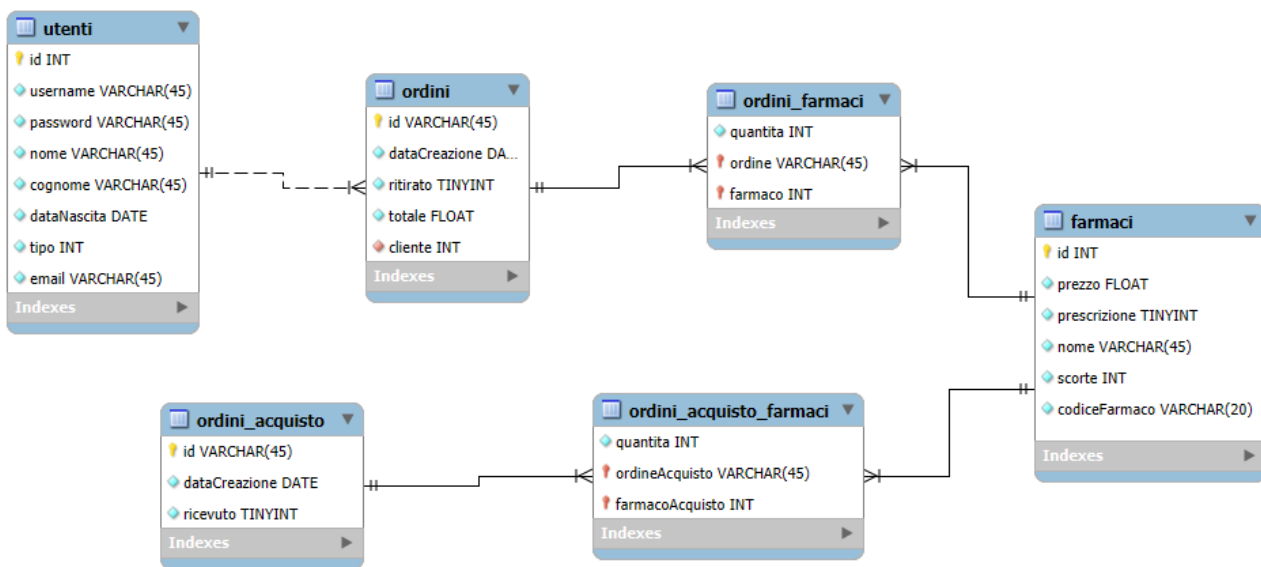 utenti
id INT
username VARCHAR(45)
password VARCHAR(45)
nome VARCHAR(45)
cognome VARCHAR(45)
dataNascita DATE
tipo INT
email VARCHAR(45)
Indexes
ordini
id VARCHAR(45)
dataCreazione DA...
ritirato TINYINT
totale FLOAT
cliente INT
Indexes
ordini_farmaci
quantita INT
ordine VARCHAR(45)
farmaco INT
Indexes
farmaci
id INT
prezzo FLOAT
prescrizione TINYINT
nome VARCHAR(45)
scorte INT
codiceFarmaco VARCHAR(20)
Indexes
ordini_acquisto
id VARCHAR(45)
dataCreazione DATE
ricevuto TINYINT
Indexes
ordini_acquisto_farmaci
quantita INT
ordineAcquisto VARCHAR(45)
farmacoAcquisto INT
Indexes